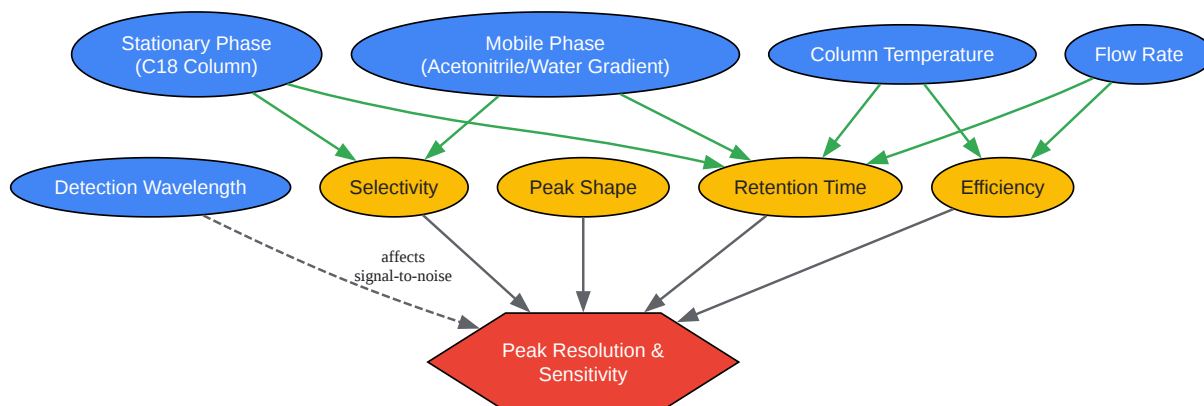 Stationary Phase
(C18 Column)
Mobile Phase
(Acetonitrile/Water Gradient)
Column Temperature
Flow Rate
Detection Wavelength
Selectivity
Peak Shape
Retention Time
Efficiency
affects
signal-to-noise
Peak Resolution &
Sensitivity